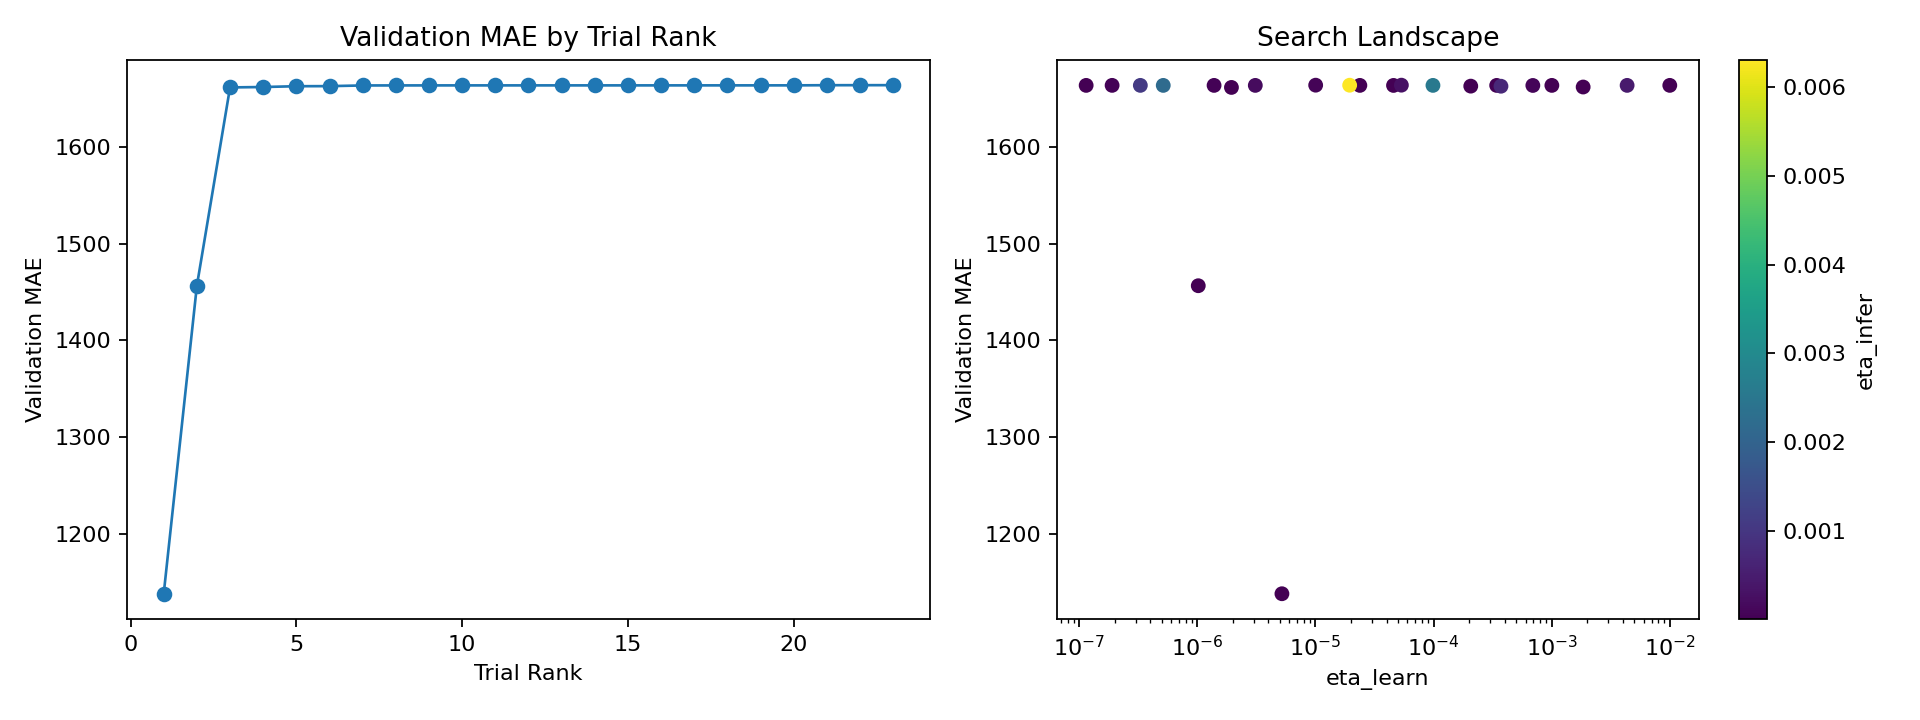 Validation MAE by Trial Rank
Validation MAE
1600
1500
1400
1300
1200
0 5 10 15 20
Trial Rank
Search Landscape
Validation MAE
1600
1500
1400
1300
1200
10⁻⁷ 10⁻⁶ 10⁻⁵ 10⁻⁴ 10⁻³ 10⁻²
eta_learn
0.006
0.005
0.004
0.003
0.002
0.001
eta_infer